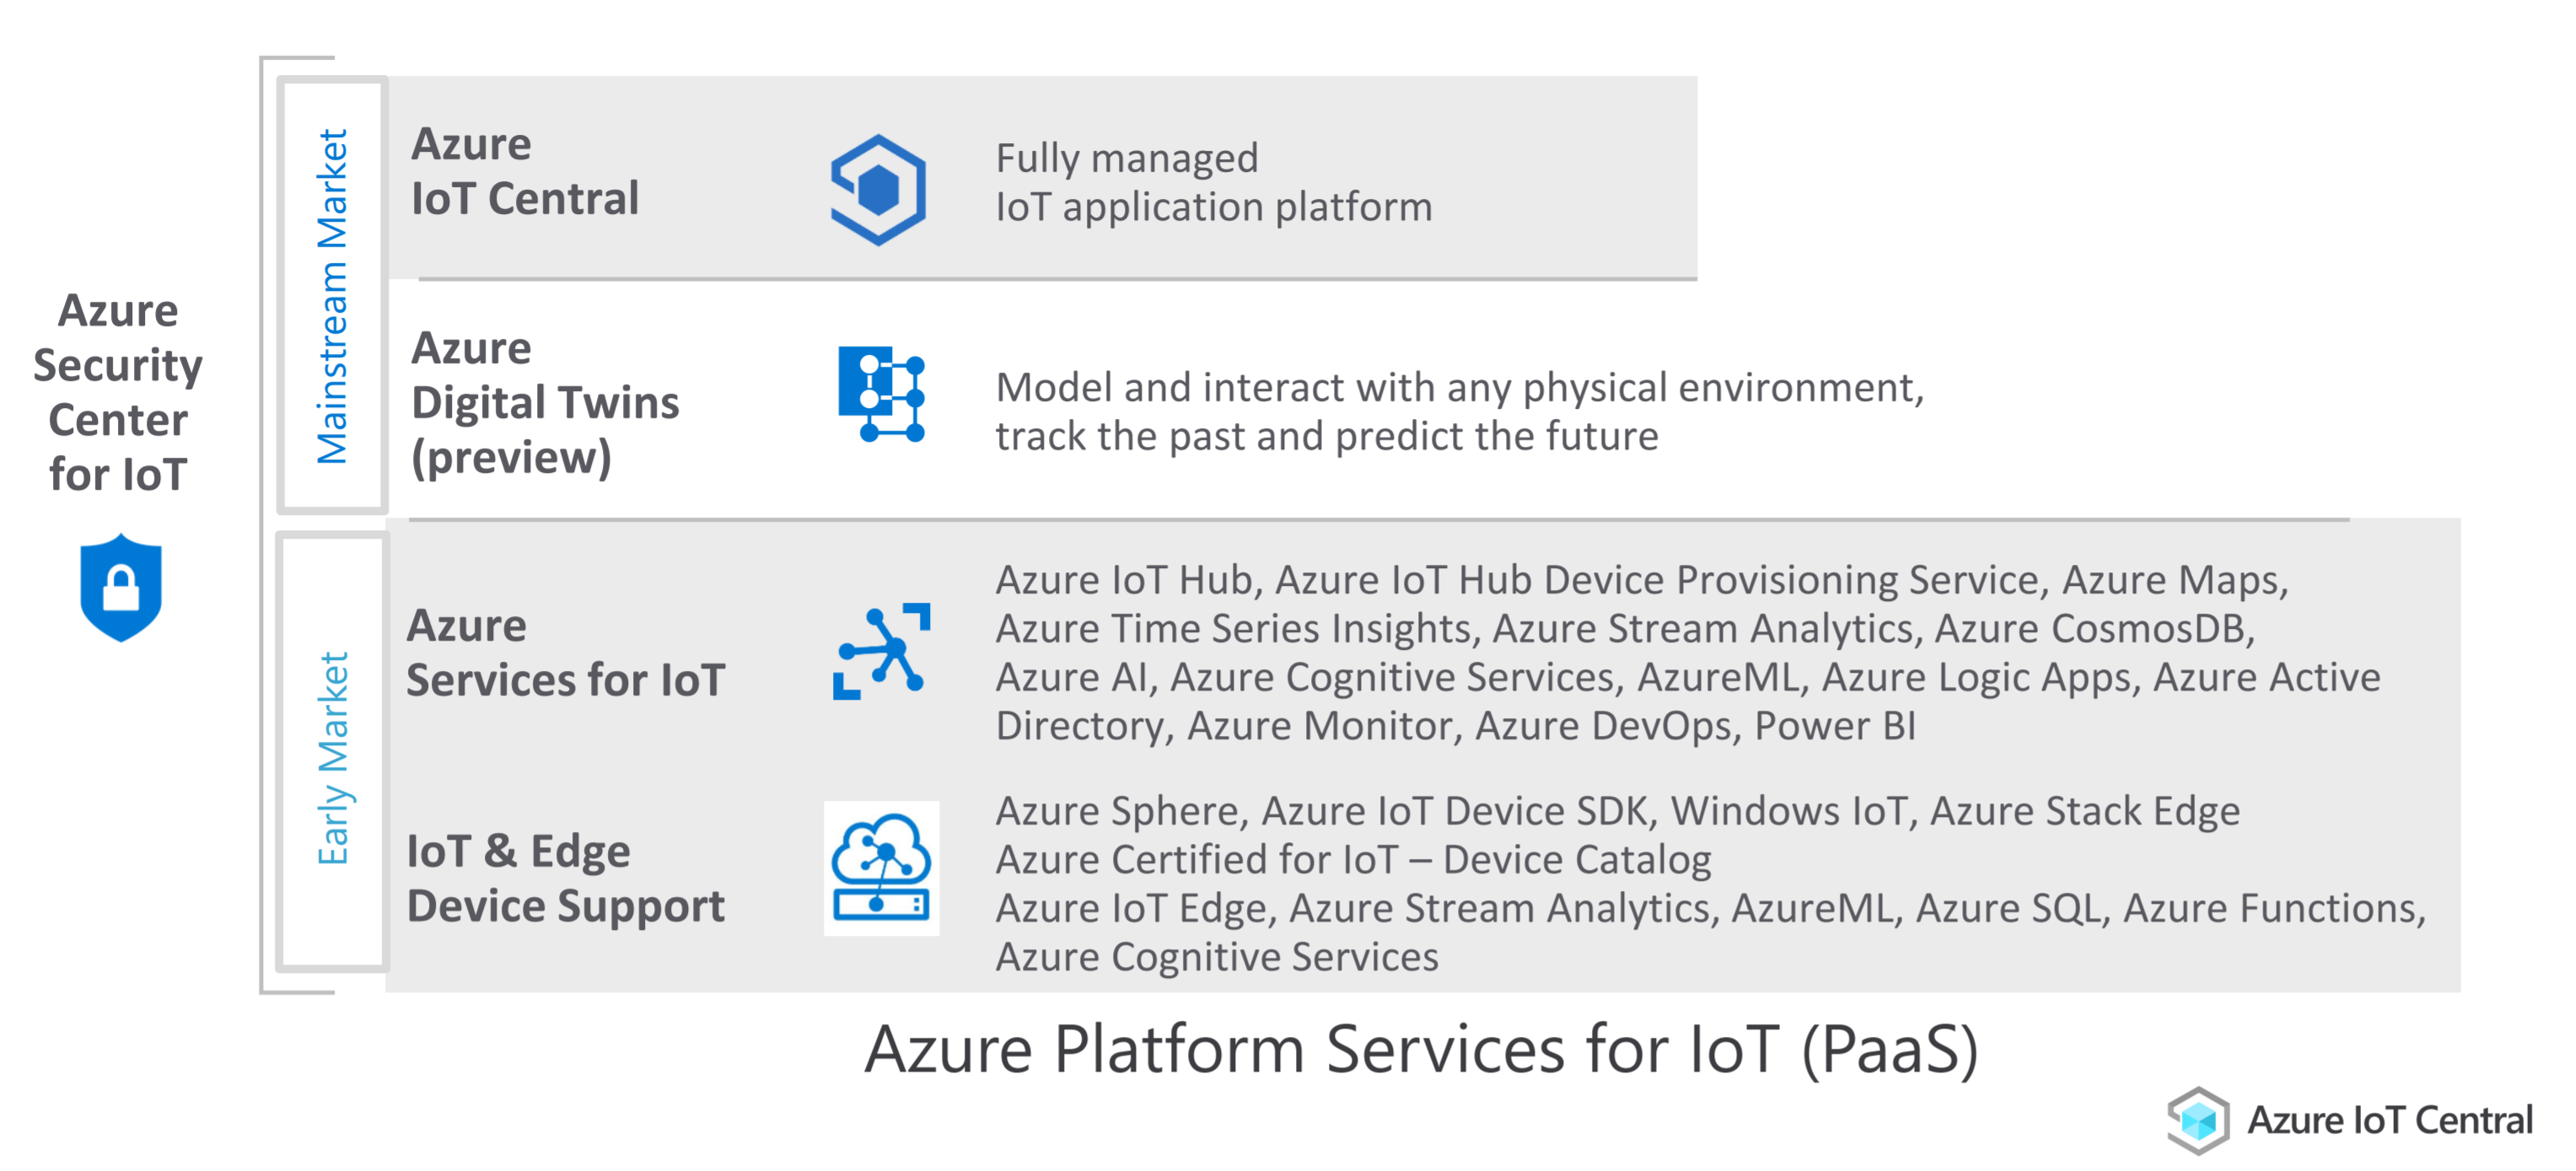 Azure
Security
Center
for IoT
Mainstream Market
Azure
IoT Central
Fully managed
IoT application platform
Azure
Digital Twins
(preview)
Model and interact with any physical environment,
track the past and predict the future
Early Market
Azure
Services for IoT
Azure IoT Hub, Azure IoT Hub Device Provisioning Service, Azure Maps,
Azure Time Series Insights, Azure Stream Analytics, Azure CosmosDB,
Azure AI, Azure Cognitive Services, AzureML, Azure Logic Apps, Azure Active
Directory, Azure Monitor, Azure DevOps, Power BI
IoT & Edge
Device Support
Azure Sphere, Azure IoT Device SDK, Windows IoT, Azure Stack Edge
Azure Certified for IoT – Device Catalog
Azure IoT Edge, Azure Stream Analytics, AzureML, Azure SQL, Azure Functions,
Azure Cognitive Services
Azure Platform Services for IoT (PaaS)
Azure IoT Central